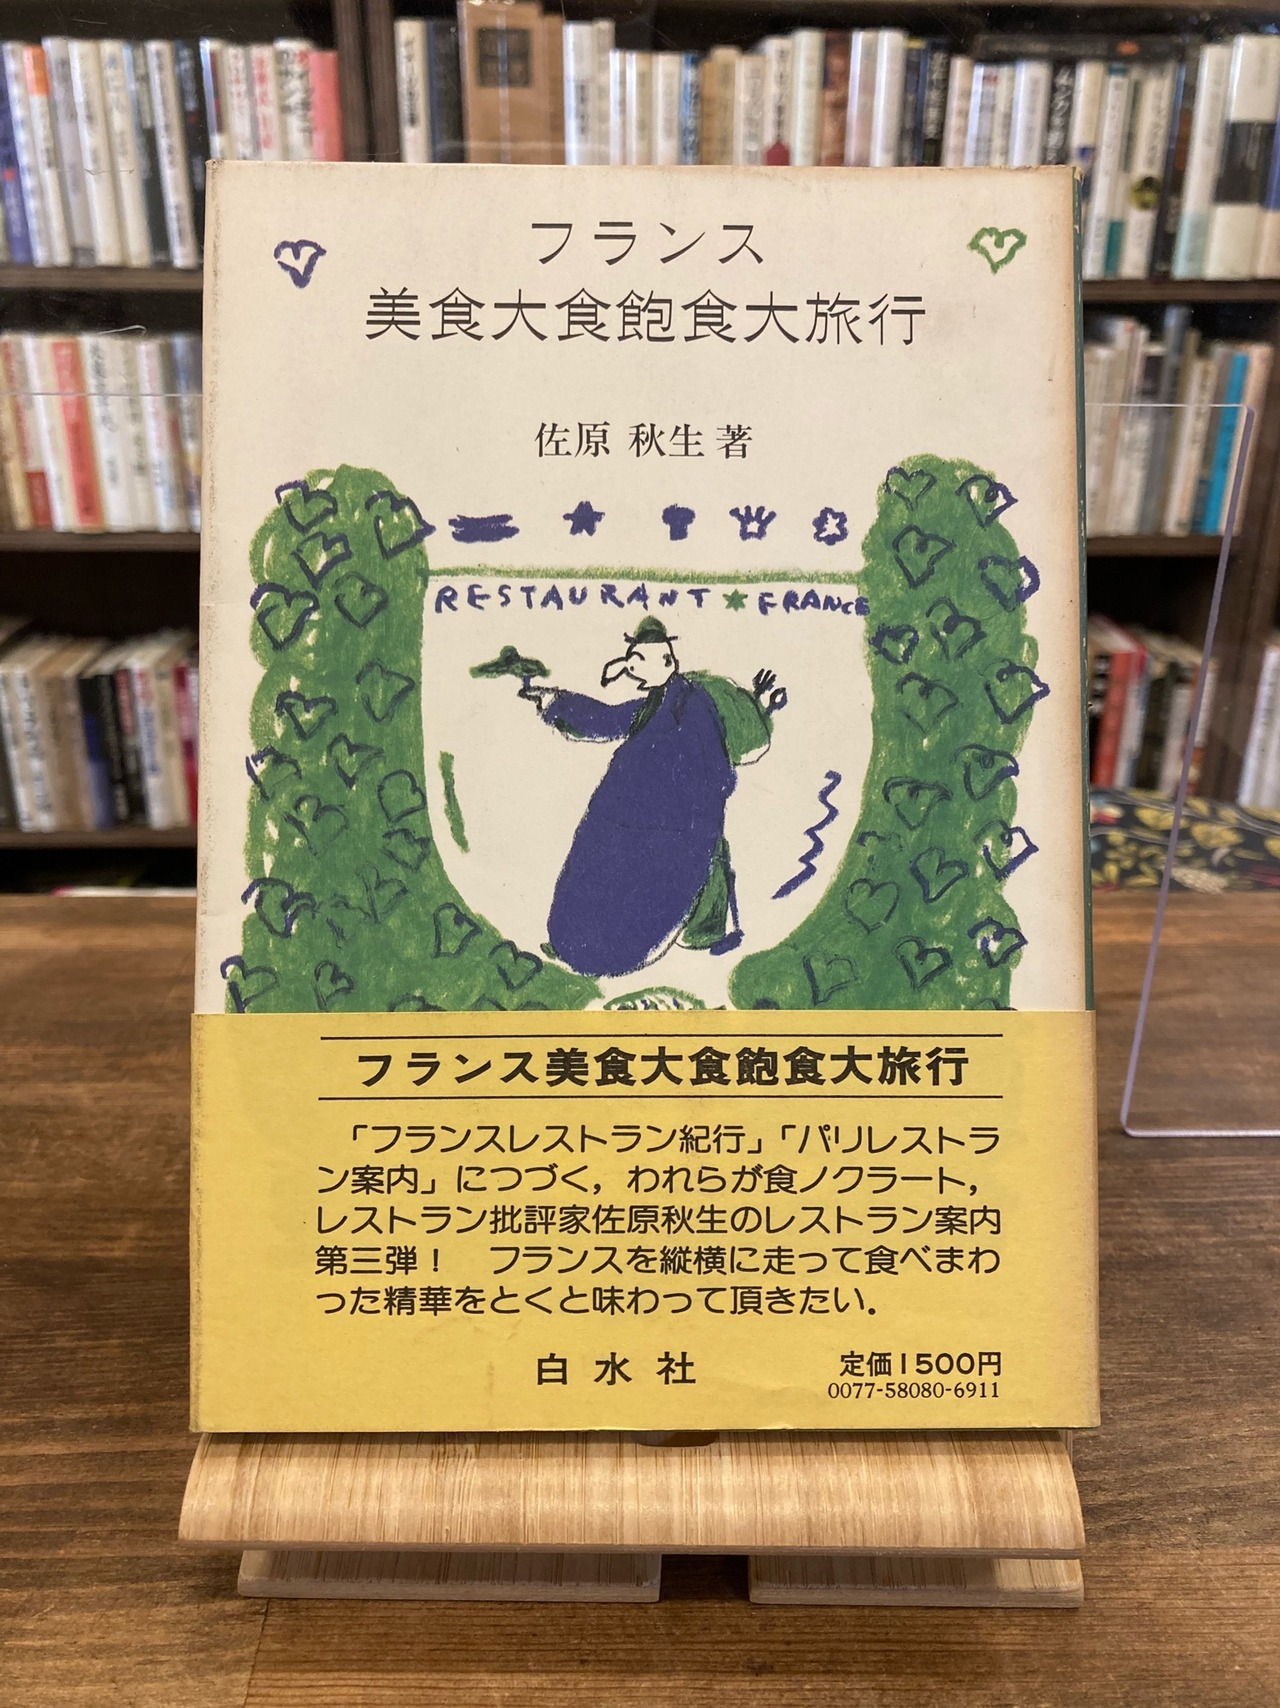 フランス
美食大食飽食大旅行
佐原 秋生 著
RESTAURANT★FRANCE
フランス美食大食飽食大旅行
「フランスレストラン紀行」「パリレストラ
ン案内」につづく，われらが食ノクラート，
レストラン批評家佐原秋生のレストラン案内
第三弾！　フランスを縦横に走って食べまわ
った精華をとくと味わって頂きたい。
白水社
定価1500円
0077-58080-6911